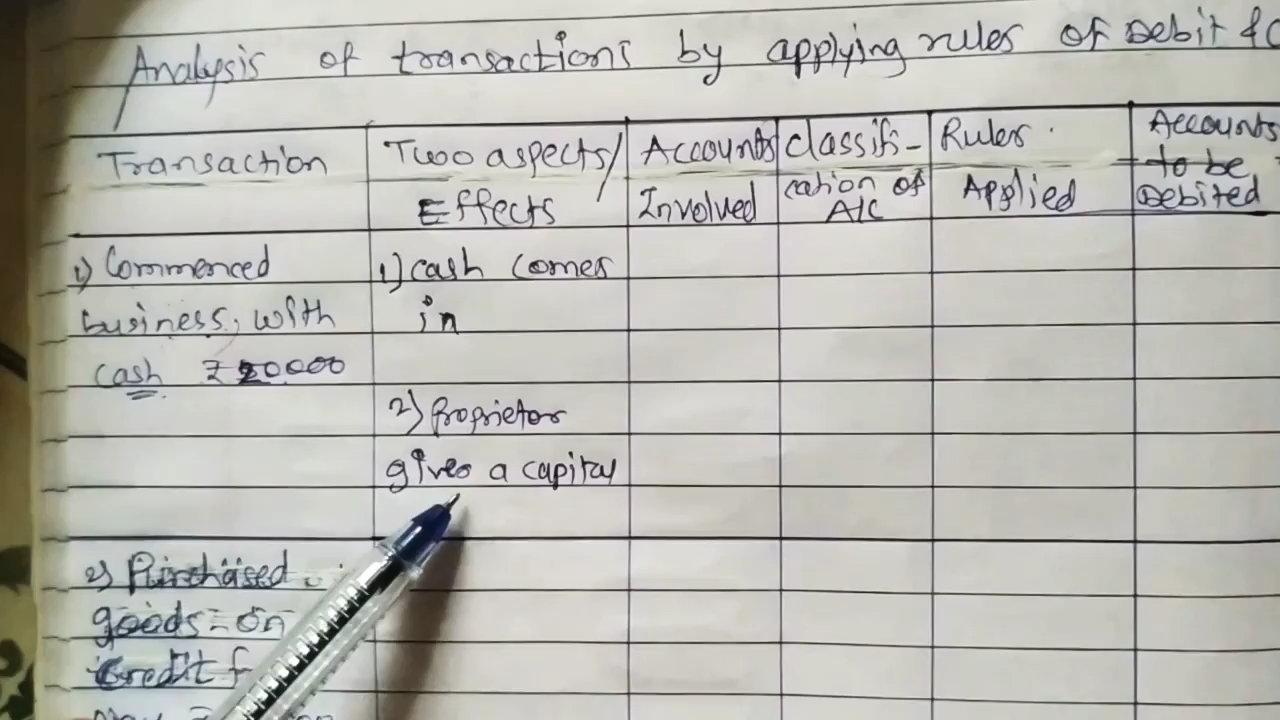 Analysis of transactions by applying rules of Debit &C
Transaction
Two aspects/
Effects
Accounts
Involved
Classifi-
cation of
A/C
Rules
Applied
Accounts
to be
Debited
1) Commenced
business, with
cash ₹20000
1) cash comes
in
2) Proprietor
gives a capital
2) Purchased
goods - on
Credit f